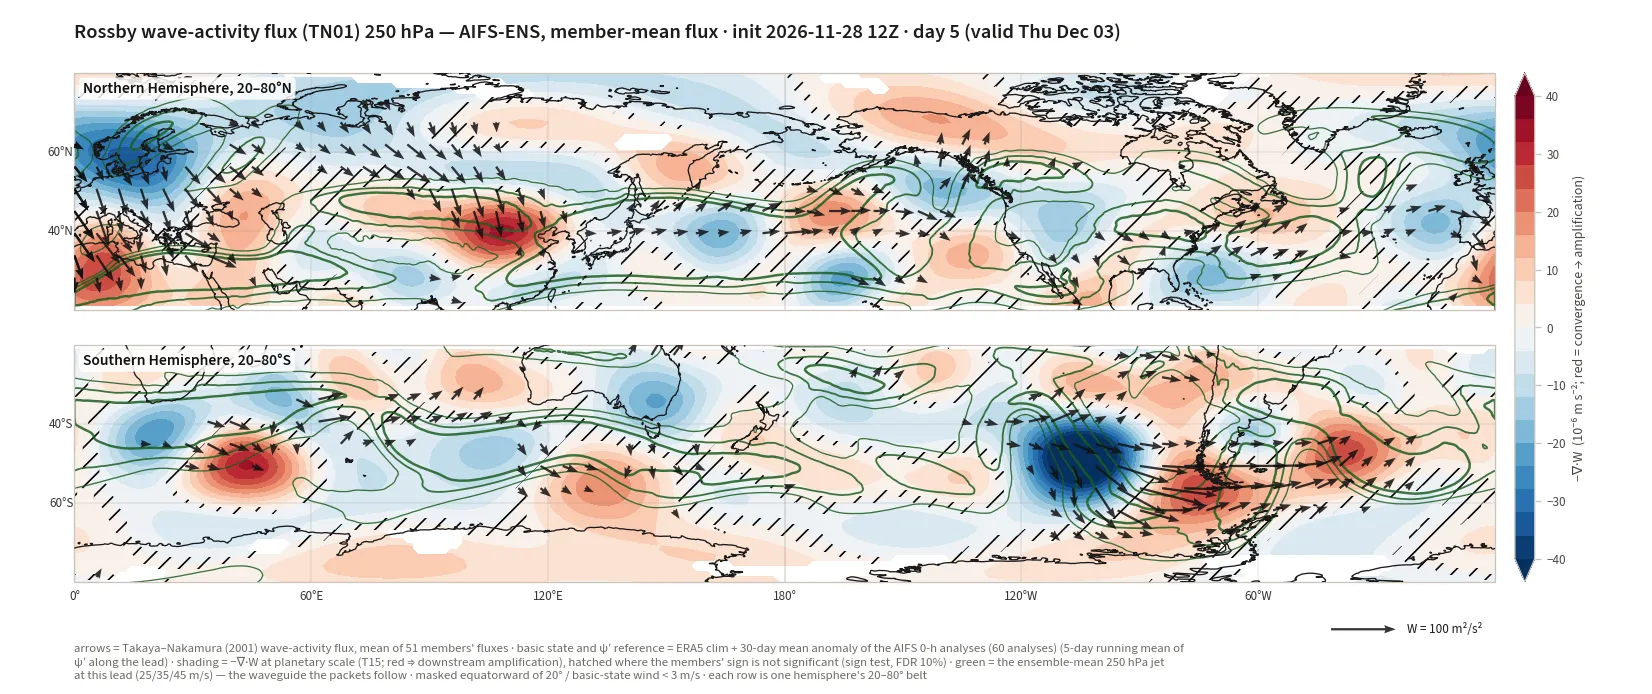 Rossby wave-activity flux (TN01) 250 hPa — AIFS-ENS, member-mean flux · init 2026-11-28 12Z · day 5 (valid Thu Dec 03)
Northern Hemisphere, 20–80°N
60°N
40°N
Southern Hemisphere, 20–80°S
40°S
60°S
0° 60°E 120°E 180° 120°W 60°W
40
30
20
10
0
−10
−20
−30
−40
−∇·W (10⁻⁶ m s⁻²; red = convergence → amplification)
W = 100 m²/s²
arrows = Takaya–Nakamura (2001) wave-activity flux, mean of 51 members' fluxes · basic state and ψ' reference = ERA5 clim + 30-day mean anomaly of the AIFS 0-h analyses (60 analyses) (5-day running mean of
ψ' along the lead) · shading = −∇·W at planetary scale (T15; red ⇒ downstream amplification), hatched where the members' sign is not significant (sign test, FDR 10%) · green = the ensemble-mean 250 hPa jet
at this lead (25/35/45 m/s) — the waveguide the packets follow · masked equatorward of 20° / basic-state wind < 3 m/s · each row is one hemisphere's 20–80° belt